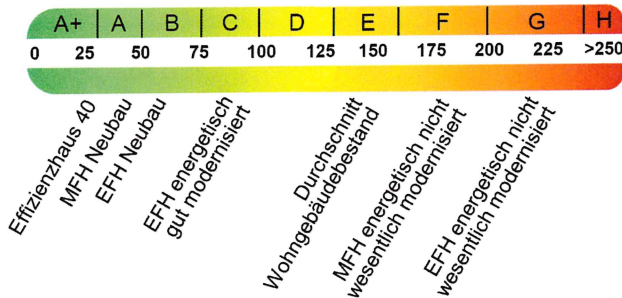 A+ A B C D E F G H
0 25 50 75 100 125 150 175 200 225 >250
Effizienzhaus 40
MFH Neubau
EFH Neubau
EFH energetisch
gut modernisiert
Durchschnitt
Wohngebäudebestand
MFH energetisch nicht
wesentlich modernisiert
EFH energetisch nicht
wesentlich modernisiert